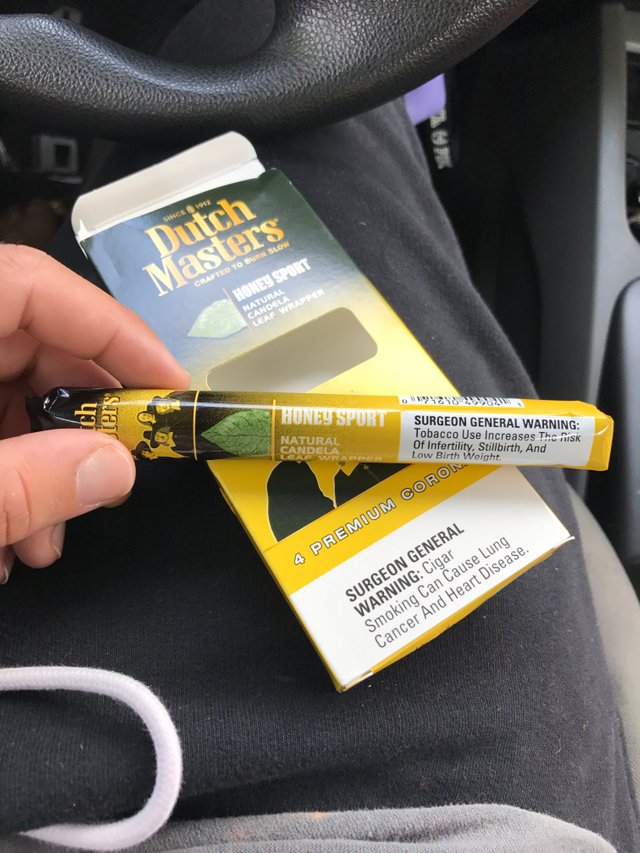 SINCE 1912
Dutch
Masters
CRAFTED TO BURN SLOW
HONEY SPORT
NATURAL
CANDELA
LEAF WRAPPER
HONEY SPORT
NATURAL
CANDELA
LEAF WRAPPER
SURGEON GENERAL WARNING:
Tobacco Use Increases The Risk
Of Infertility, Stillbirth, And
Low Birth Weight.
4 PREMIUM
SURGEON GENERAL
WARNING: Cigar
Smoking Can Cause Lung
Cancer And Heart Disease.